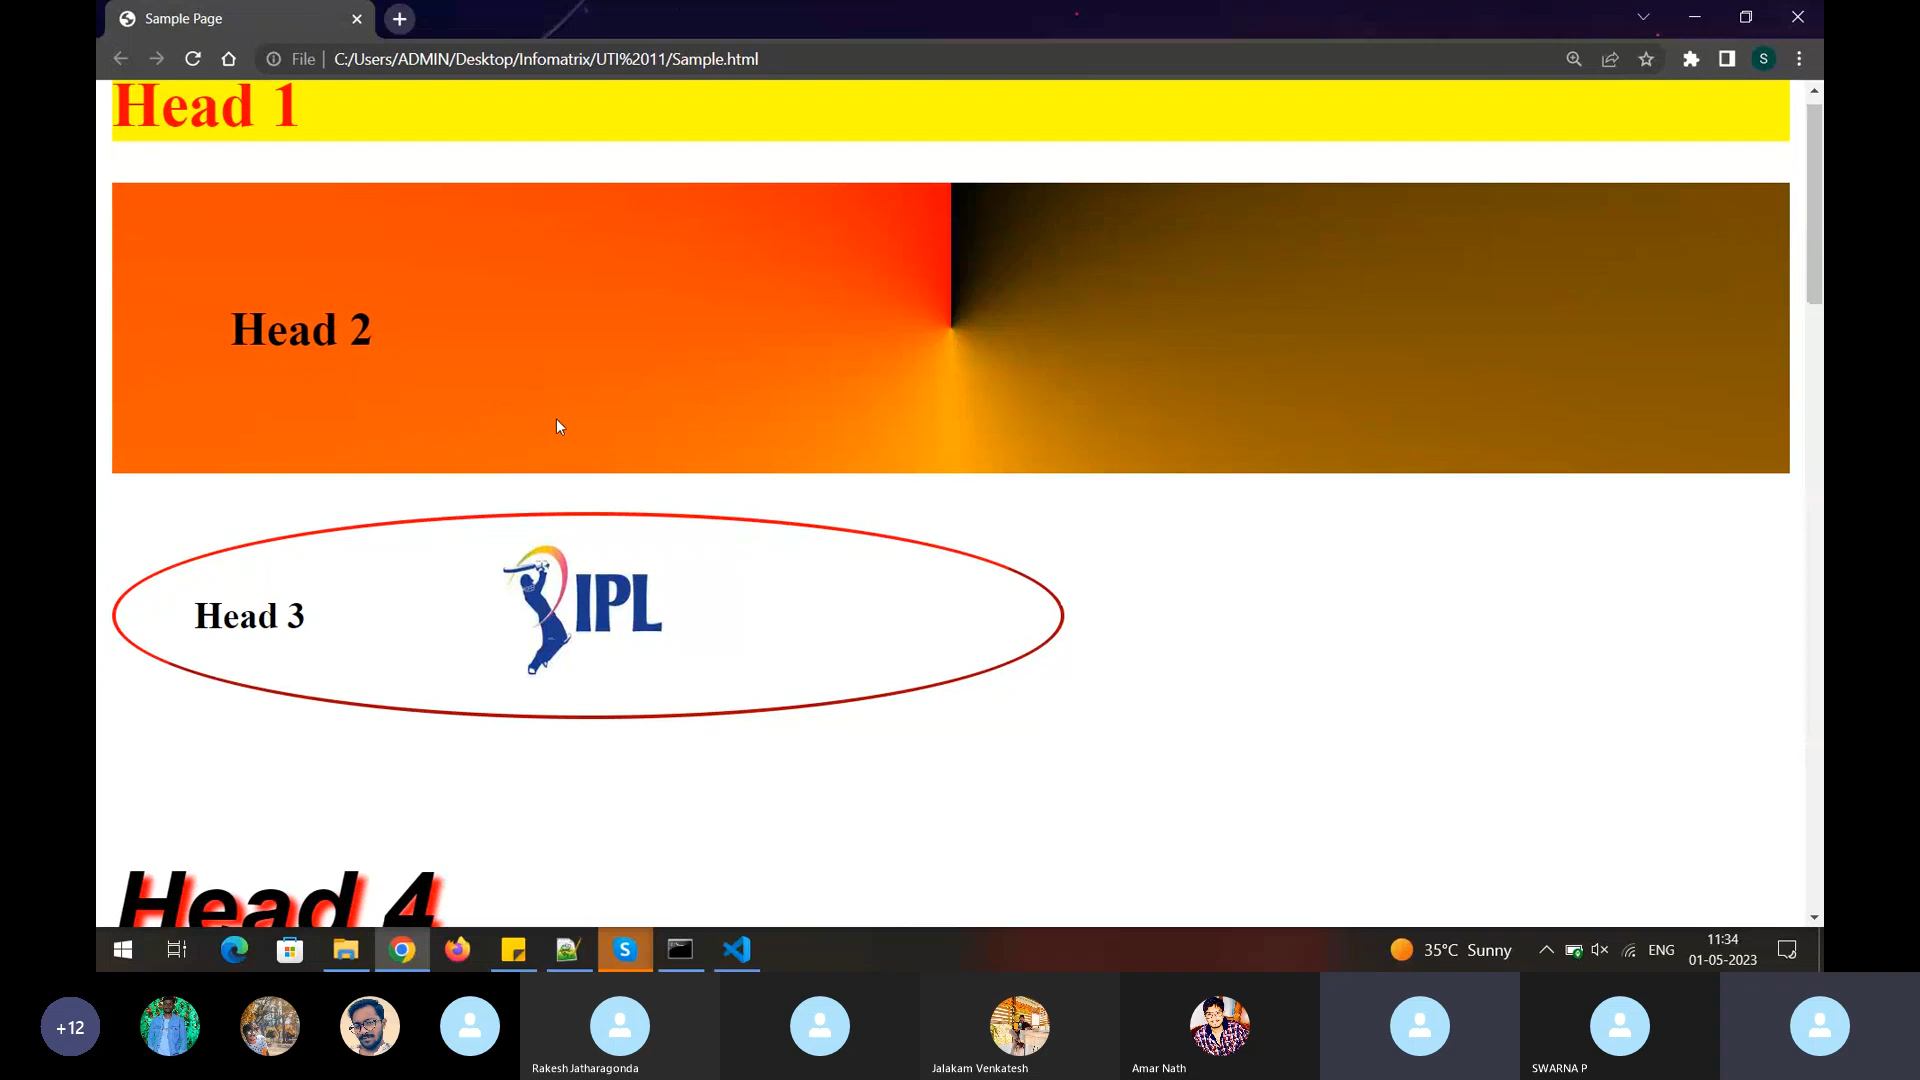 Sample Page
File C:/Users/ADMIN/Desktop/Infomatrix/UTI%2011/Sample.html
S
Head 1
Head 2
Head 3
IPL
Head 4
S
35°C Sunny
ENG
11:34
01-05-2023
+12
Rakesh Jatharagonda
Jalakam Venkatesh
Amar Nath
SWARNA P